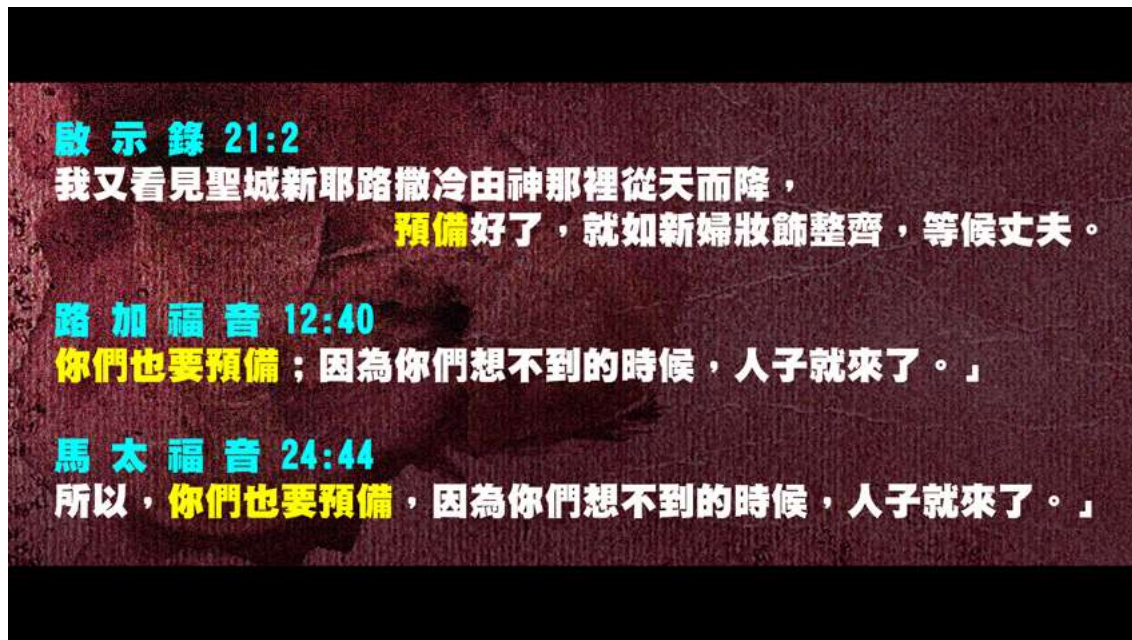 啟示錄 21:2
我又看見聖城新耶路撒冷由神那裡從天而降，
預備好了，就如新婦妝飾整齊，等候丈夫。
路加福音 12:40
你們也要預備；因為你們想不到的時候，人子就來了。」
馬太福音 24:44
所以，你們也要預備，因為你們想不到的時候，人子就來了。」